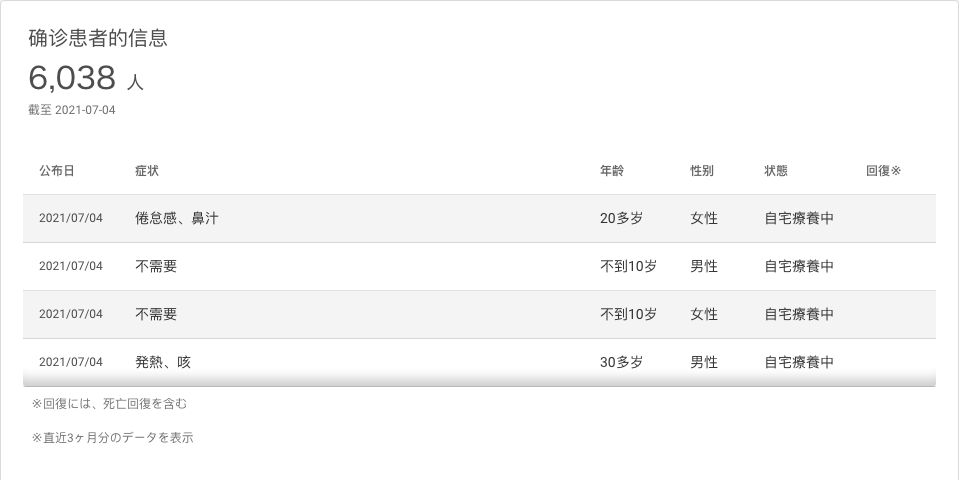 确诊患者的信息
6,038 人
截至 2021-07-04
公布日 症状 年龄 性别 状態 回復※
2021/07/04 倦怠感、鼻汁 20多岁 女性 自宅療養中
2021/07/04 不需要 不到10岁 男性 自宅療養中
2021/07/04 不需要 不到10岁 女性 自宅療養中
2021/07/04 発熱、咳 30多岁 男性 自宅療養中
※回復には、死亡回復を含む
※直近3ヶ月分のデータを表示